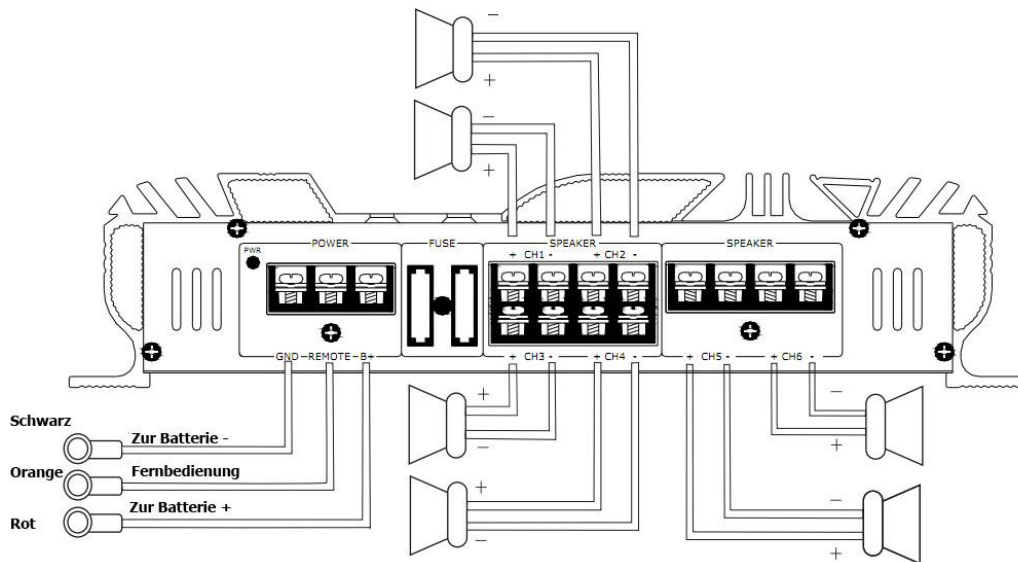 −
+
−
+
POWER FUSE SPEAKER SPEAKER
PWR
+ CH1 - + CH2 -
GND REMOTE B+ + CH3 - + CH4 - + CH5 - + CH6 -
+ −
Schwarz
Zur Batterie - − +
Orange Fernbedienung +
Zur Batterie + −
Rot
− +